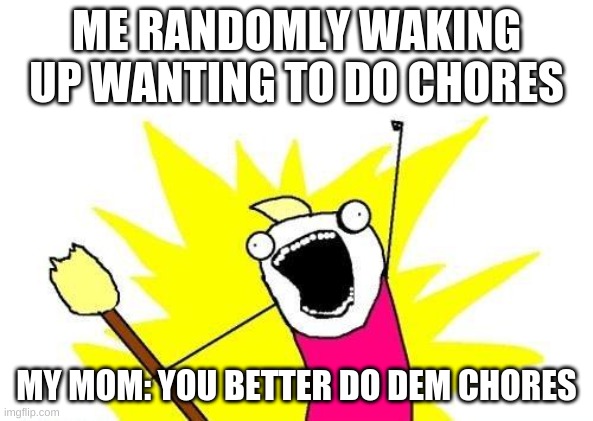 ME RANDOMLY WAKING
UP WANTING TO DO CHORES
MY MOM: YOU BETTER DO DEM CHORES
imgflip.com